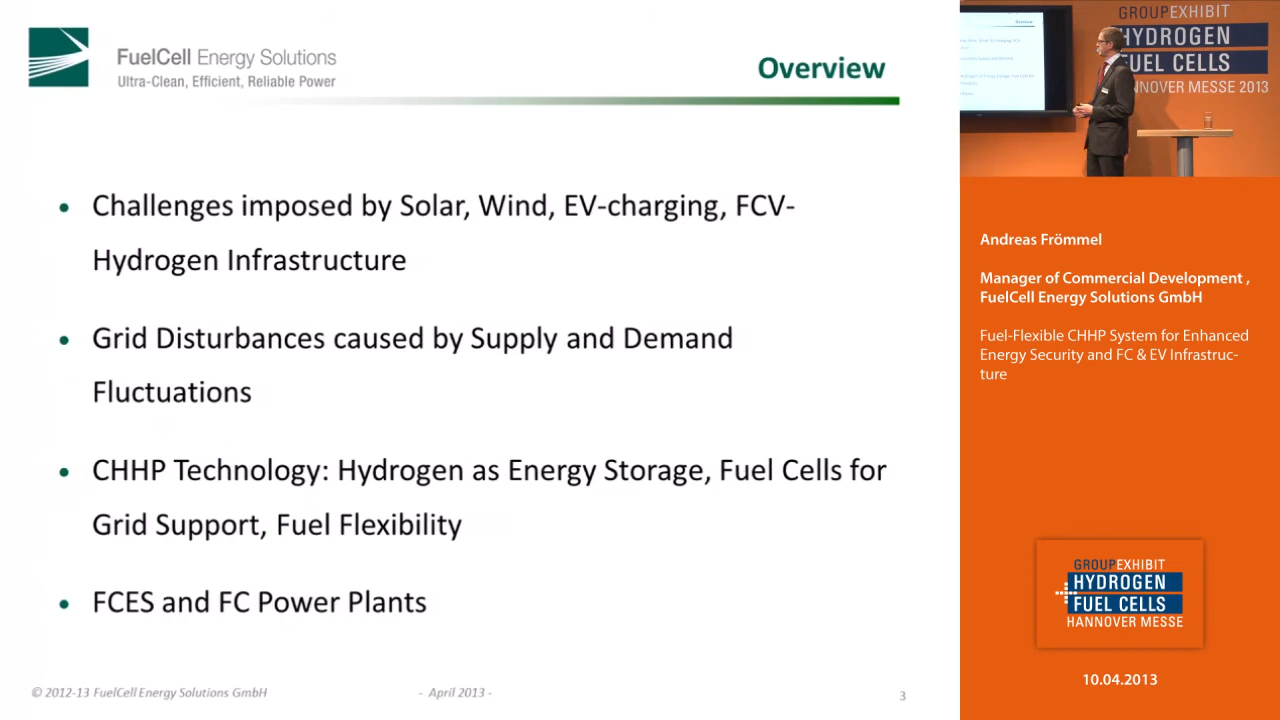 FuelCell Energy Solutions
Ultra-Clean, Efficient, Reliable Power
Overview
• Challenges imposed by Solar, Wind, EV-charging, FCV-
Hydrogen Infrastructure
• Grid Disturbances caused by Supply and Demand
Fluctuations
• CHHP Technology: Hydrogen as Energy Storage, Fuel Cells for
Grid Support, Fuel Flexibility
• FCES and FC Power Plants
© 2012-13 FuelCell Energy Solutions GmbH
- April 2013 -
3
Overview
GROUPEXHIBIT
HYDROGEN
FUEL CELLS
HANNOVER MESSE 2013
Andreas Frömmel
Manager of Commercial Development ,
FuelCell Energy Solutions GmbH
Fuel-Flexible CHHP System for Enhanced
Energy Security and FC & EV Infrastruc-
ture
GROUPEXHIBIT
HYDROGEN
FUEL CELLS
HANNOVER MESSE
10.04.2013